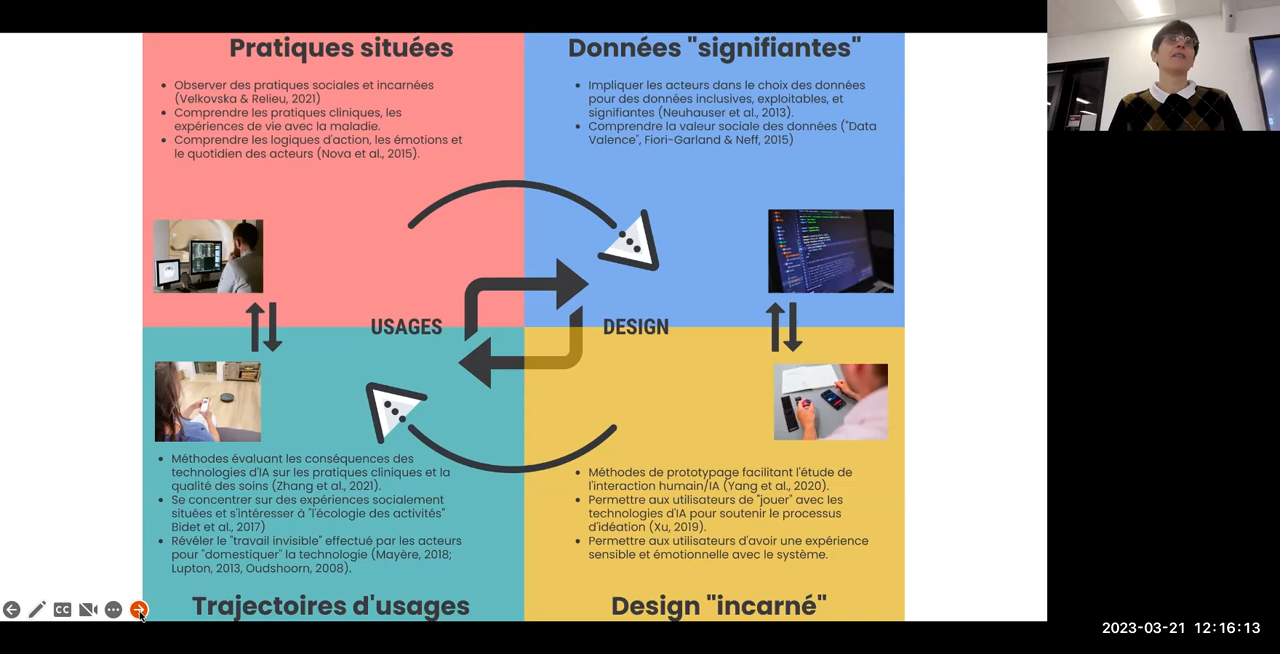 Pratiques situées
• Observer des pratiques sociales et incarnées
(Velkovska & Relieu, 2021)
• Comprendre les pratiques cliniques, les
expériences de vie avec la maladie.
• Comprendre les logiques d'action, les émotions et
le quotidien des acteurs (Nova et al., 2015).
Données "signifiantes"
• Impliquer les acteurs dans le choix des données
pour des données inclusives, exploitables, et
signifiantes (Neuhauser et al., 2013).
• Comprendre la valeur sociale des données ("Data
Valence", Fiori-Garland & Neff, 2015)
USAGES
DESIGN
• Méthodes évaluant les conséquences des
technologies d'IA sur les pratiques cliniques et la
qualité des soins (Zhang et al., 2021).
• Se concentrer sur des expériences socialement
situées et s'intéresser à "l'écologie des activités"
Bidet et al., 2017)
• Révéler le "travail invisible" effectué par les acteurs
pour "domestiquer" la technologie (Mayère, 2018;
Lupton, 2013, Oudshoorn, 2008).
Trajectoires d'usages
• Méthodes de prototypage facilitant l'étude de
l'interaction humain/IA (Yang et al., 2020).
• Permettre aux utilisateurs de "jouer" avec les
technologies d'IA pour soutenir le processus
d'idéation (Xu, 2019).
• Permettre aux utilisateurs d'avoir une expérience
sensible et émotionnelle avec le système.
Design "incarné"
CC
2023-03-21 12:16:13